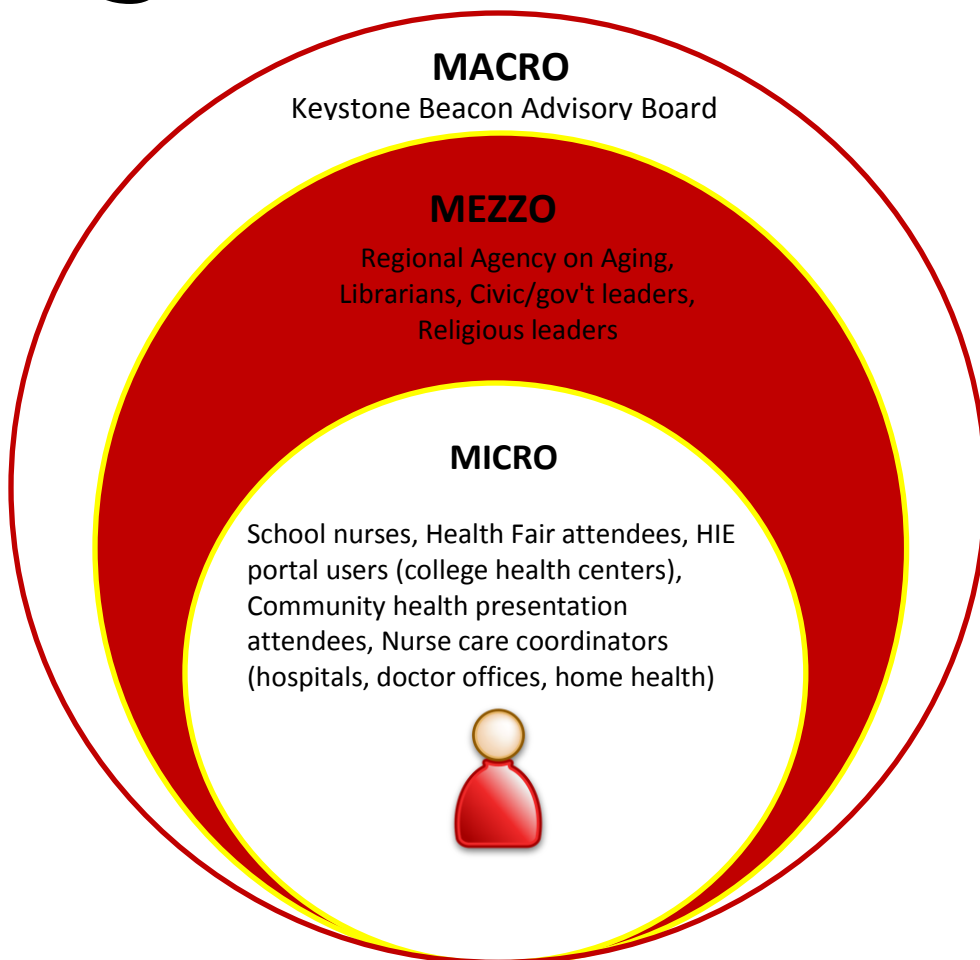 MACRO
Keystone Beacon Advisory Board
MEZZO
Regional Agency on Aging,
Librarians, Civic/gov't leaders,
Religious leaders
MICRO
School nurses, Health Fair attendees, HIE
portal users (college health centers),
Community health presentation
attendees, Nurse care coordinators
(hospitals, doctor offices, home health)